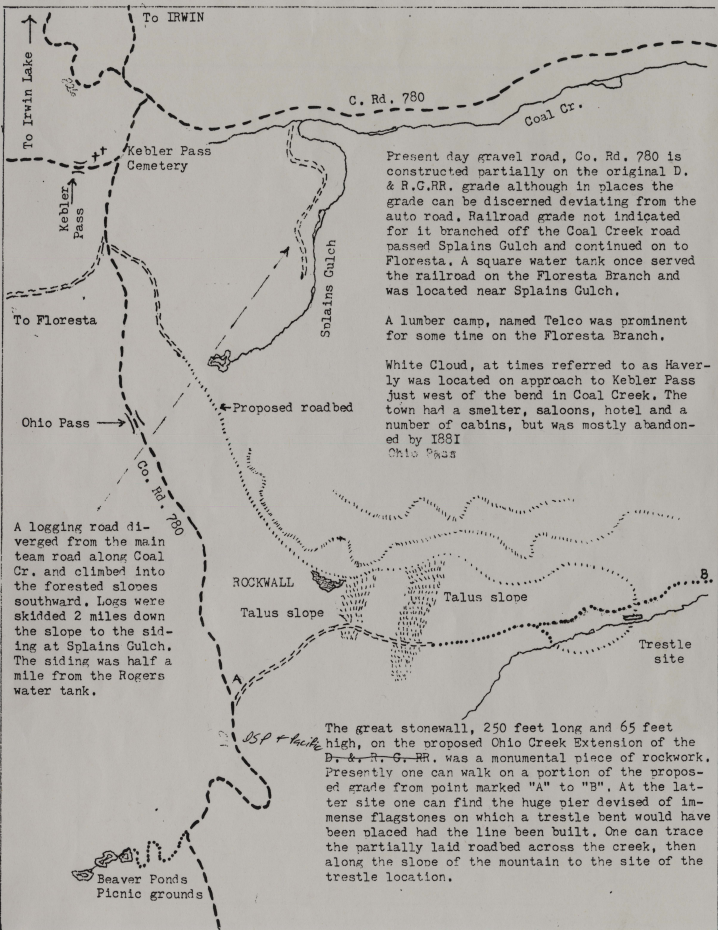 To IRWIN
To Irwin Lake
C. Rd. 780
Coal Cr.
Kebler Pass
Cemetery
Kebler
Pass
Present day gravel road, Co. Rd. 780 is
constructed partially on the original D.
& R.G.RR. grade although in places the
grade can be discerned deviating from the
auto road. Railroad grade not indicated
for it branched off the Coal Creek road
passed Splains Gulch and continued on to
Floresta. A square water tank once served
the railroad on the Floresta Branch and
was located near Splains Gulch.
A lumber camp, named Telco was prominent
for some time on the Floresta Branch.
White Cloud, at times referred to as Haver-
ly was located on approach to Kebler Pass
just west of the bend in Coal Creek. The
town had a smelter, saloons, hotel and a
number of cabins, but was mostly abandon-
ed by I88I
Ohio Pass
Splains Gulch
To Floresta
Proposed roadbed
Ohio Pass
Co. Rd. 780
A logging road di-
verged from the main
team road along Coal
Cr. and climbed into
the forested slopes
southward. Logs were
skidded 2 miles down
the slope to the sid-
ing at Splains Gulch.
The siding was half a
mile from the Rogers
water tank.
ROCKWALL
Talus slope
Talus slope
B.
Trestle
site
A
DSP & Pacific
The great stonewall, 250 feet long and 65 feet
high, on the proposed Ohio Creek Extension of the
D. &. R. G. RR. was a monumental piece of rockwork.
Presently one can walk on a portion of the propos-
ed grade from point marked "A" to "B". At the lat-
ter site one can find the huge pier devised of im-
mense flagstones on which a trestle bent would have
been placed had the line been built. One can trace
the partially laid roadbed across the creek, then
along the slope of the mountain to the site of the
trestle location.
Beaver Ponds
Picnic grounds